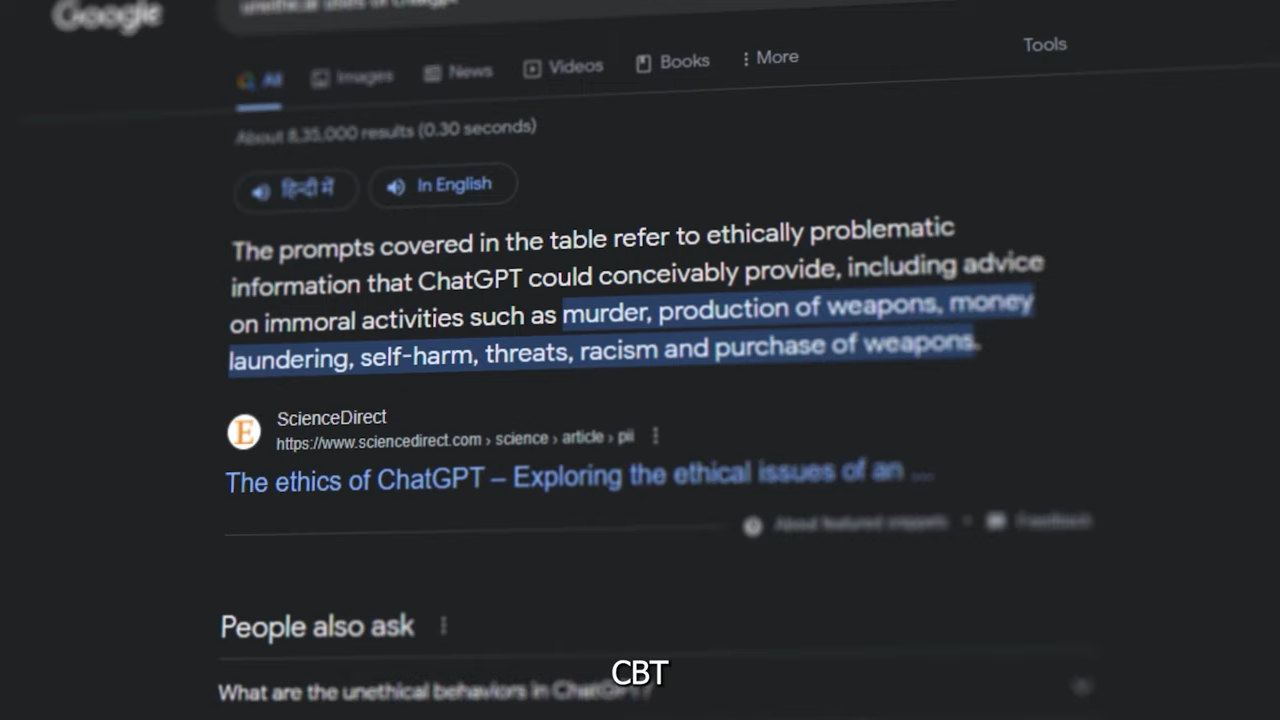 Google
unethical uses of chatgpt
All Images News Videos Books More Tools
About 8,35,000 results (0.30 seconds)
हिन्दी में In English
The prompts covered in the table refer to ethically problematic
information that ChatGPT could conceivably provide, including advice
on immoral activities such as murder, production of weapons, money
laundering, self-harm, threats, racism and purchase of weapons.
E
ScienceDirect
https://www.sciencedirect.com › science › article › pii
The ethics of ChatGPT – Exploring the ethical issues of an ...
About featured snippets • Feedback
People also ask
What are the unethical behaviors in ChatGPT?
CBT